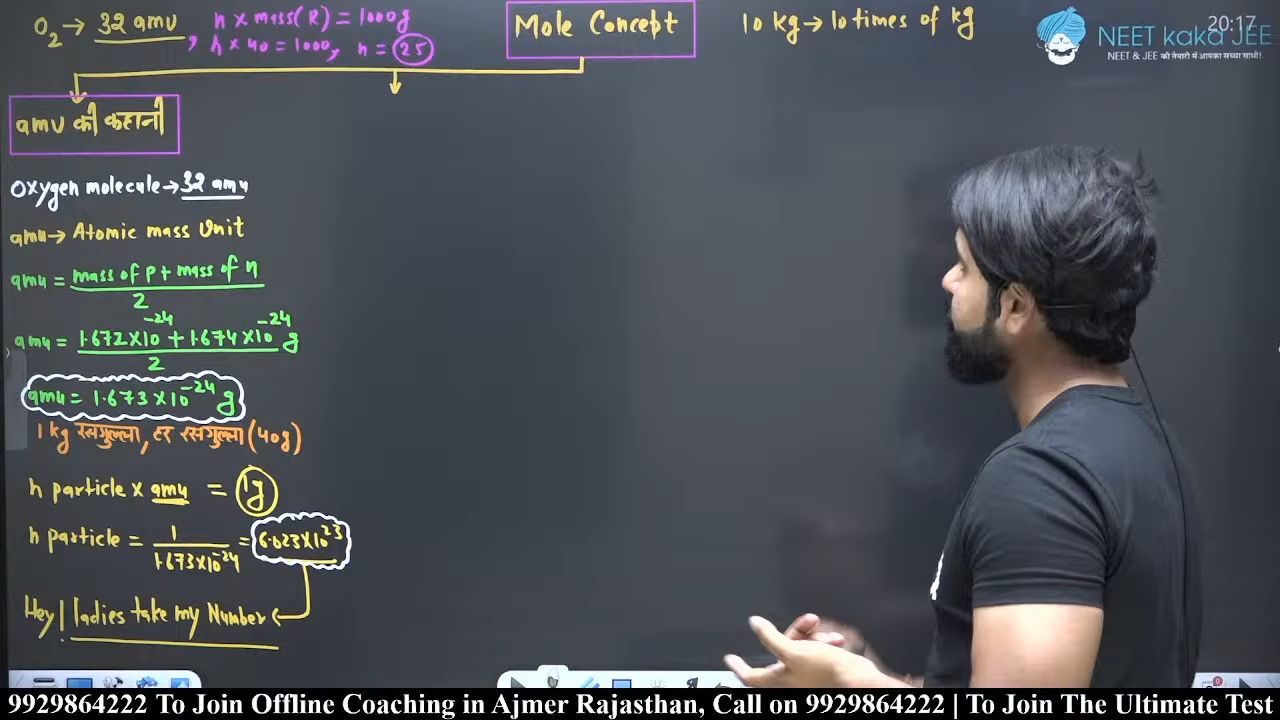 O₂ → 32 amu
, n × mass(R) = 1000g
n × 40 = 1000, n = 25
Mole Concept
10 kg → 10 times of kg
20:17
NEET kaka JEE
NEET & JEE की तैयारी में आपका सच्चा साथी!
amu की कहानी
Oxygen molecule → 32 amu
amu → Atomic mass Unit
amu = mass of p + mass of n
2
amu = 1.672×10⁻²⁴ + 1.674×10⁻²⁴ g
2
amu = 1.673×10⁻²⁴ g
1 kg रसगुल्ला, हर रसगुल्ला (40g)
n particle × amu = 1g
n particle = 1 = 6.023×10²³
1.673×10⁻²⁴
Hey! ladies take my Number
9929864222 To Join Offline Coaching in Ajmer Rajasthan, Call on 9929864222 | To Join The Ultimate Test